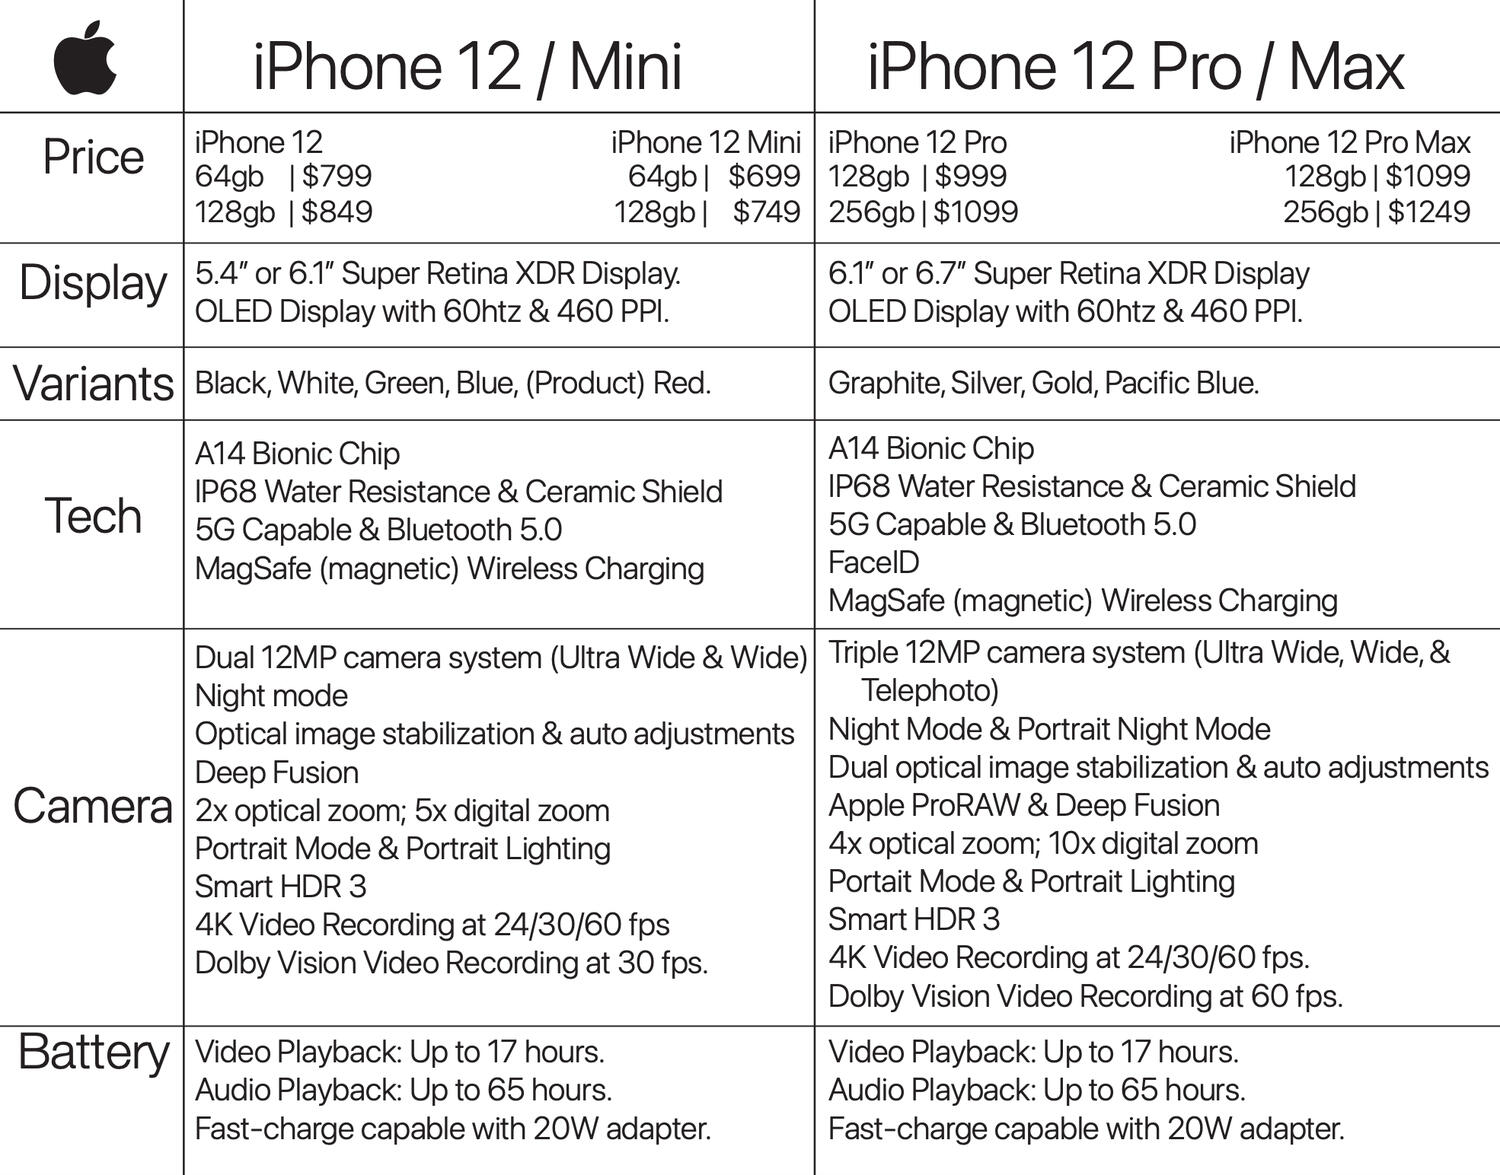 iPhone 12 / Mini
iPhone 12 Pro / Max
Price
iPhone 12
64gb | $799
128gb | $849
iPhone 12 Mini
64gb | $699
128gb | $749
iPhone 12 Pro
128gb | $999
256gb | $1099
iPhone 12 Pro Max
128gb | $1099
256gb | $1249
Display
5.4” or 6.1” Super Retina XDR Display.
OLED Display with 60htz & 460 PPI.
6.1” or 6.7” Super Retina XDR Display
OLED Display with 60htz & 460 PPI.
Variants
Black, White, Green, Blue, (Product) Red.
Graphite, Silver, Gold, Pacific Blue.
Tech
A14 Bionic Chip
IP68 Water Resistance & Ceramic Shield
5G Capable & Bluetooth 5.0
MagSafe (magnetic) Wireless Charging
A14 Bionic Chip
IP68 Water Resistance & Ceramic Shield
5G Capable & Bluetooth 5.0
FaceID
MagSafe (magnetic) Wireless Charging
Camera
Dual 12MP camera system (Ultra Wide & Wide)
Night mode
Optical image stabilization & auto adjustments
Deep Fusion
2x optical zoom; 5x digital zoom
Portrait Mode & Portrait Lighting
Smart HDR 3
4K Video Recording at 24/30/60 fps
Dolby Vision Video Recording at 30 fps.
Triple 12MP camera system (Ultra Wide, Wide, &
Telephoto)
Night Mode & Portrait Night Mode
Dual optical image stabilization & auto adjustments
Apple ProRAW & Deep Fusion
4x optical zoom; 10x digital zoom
Portait Mode & Portrait Lighting
Smart HDR 3
4K Video Recording at 24/30/60 fps.
Dolby Vision Video Recording at 60 fps.
Battery
Video Playback: Up to 17 hours.
Audio Playback: Up to 65 hours.
Fast-charge capable with 20W adapter.
Video Playback: Up to 17 hours.
Audio Playback: Up to 65 hours.
Fast-charge capable with 20W adapter.